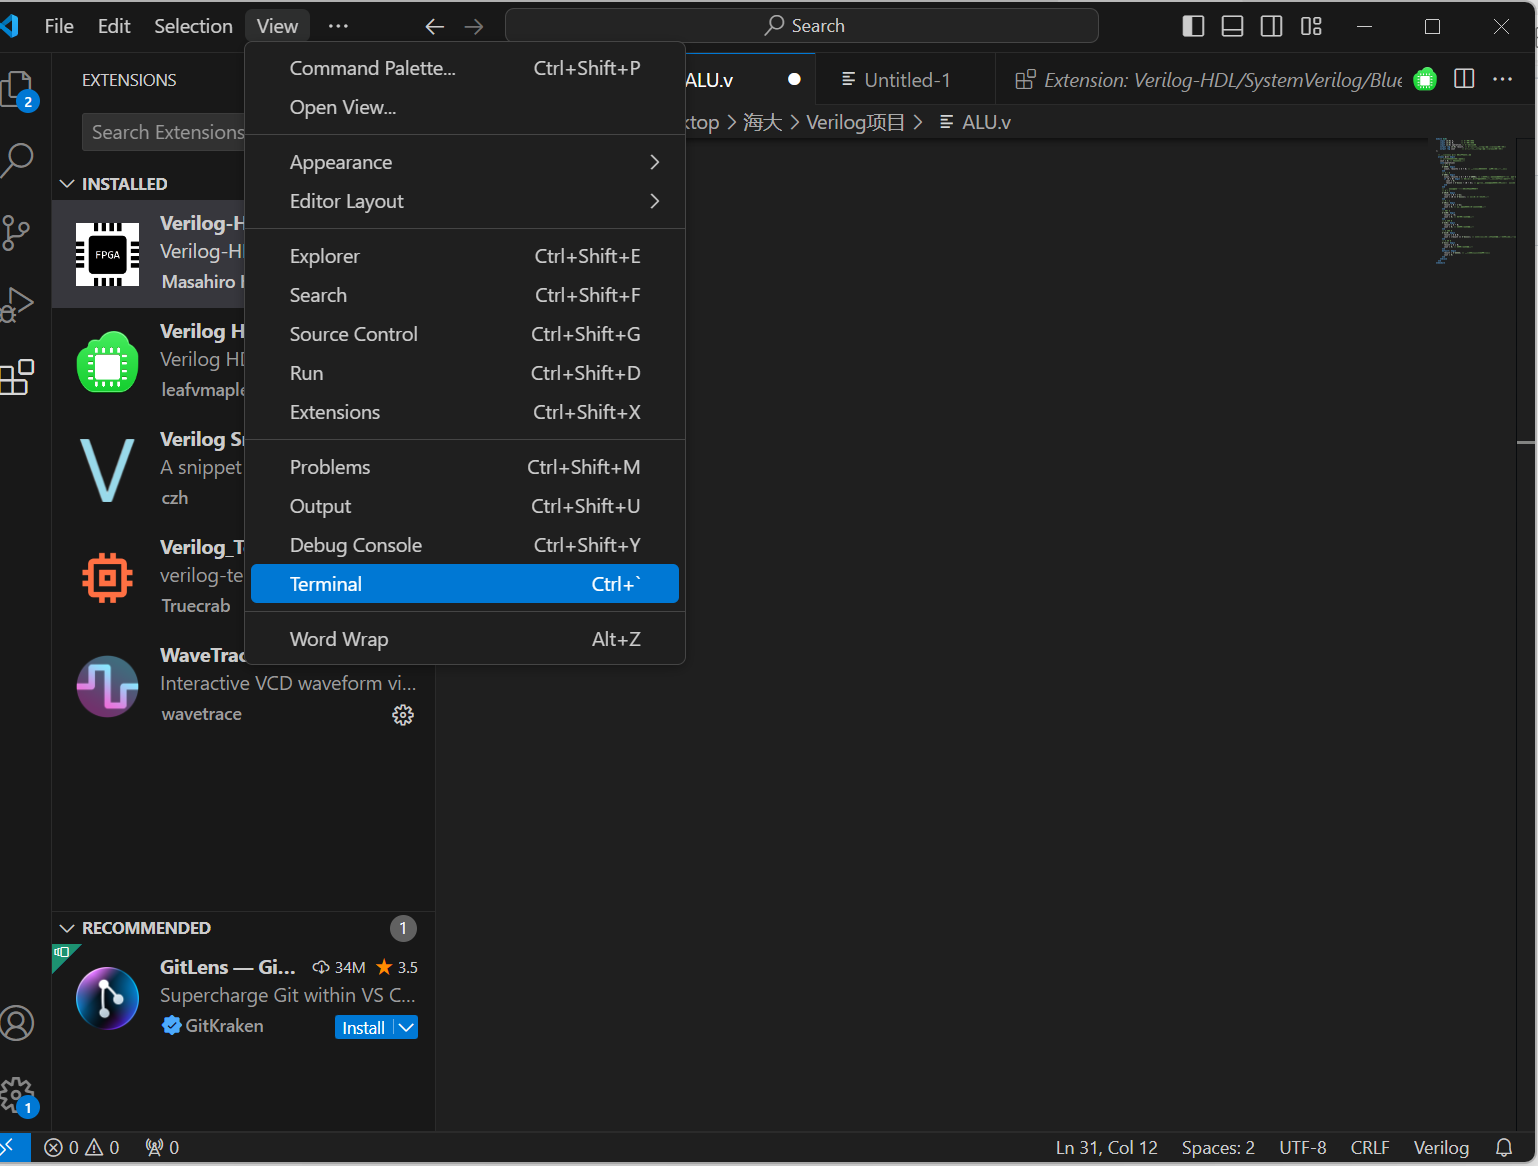 File Edit Selection View ··· Search
EXTENSIONS
Search Extensions
INSTALLED
FPGA
Verilog-H
Verilog-HI
Masahiro
Verilog H
Verilog HD
leafvmaple
Verilog S
A snippet
czh
Verilog_T
verilog-te
Truecrab
WaveTrac
Interactive VCD waveform vi...
wavetrace
RECOMMENDED 1
GitLens — Gi... 34M 3.5
Supercharge Git within VS C...
GitKraken Install
2
1
Command Palette... Ctrl+Shift+P
Open View...
Appearance
Editor Layout
Explorer Ctrl+Shift+E
Search Ctrl+Shift+F
Source Control Ctrl+Shift+G
Run Ctrl+Shift+D
Extensions Ctrl+Shift+X
Problems Ctrl+Shift+M
Output Ctrl+Shift+U
Debug Console Ctrl+Shift+Y
Terminal Ctrl+`
Word Wrap Alt+Z
ALU.v Untitled-1 Extension: Verilog-HDL/SystemVerilog/Blue
ktop > 海大 > Verilog项目 > ALU.v
0 0 0 Ln 31, Col 12 Spaces: 2 UTF-8 CRLF Verilog